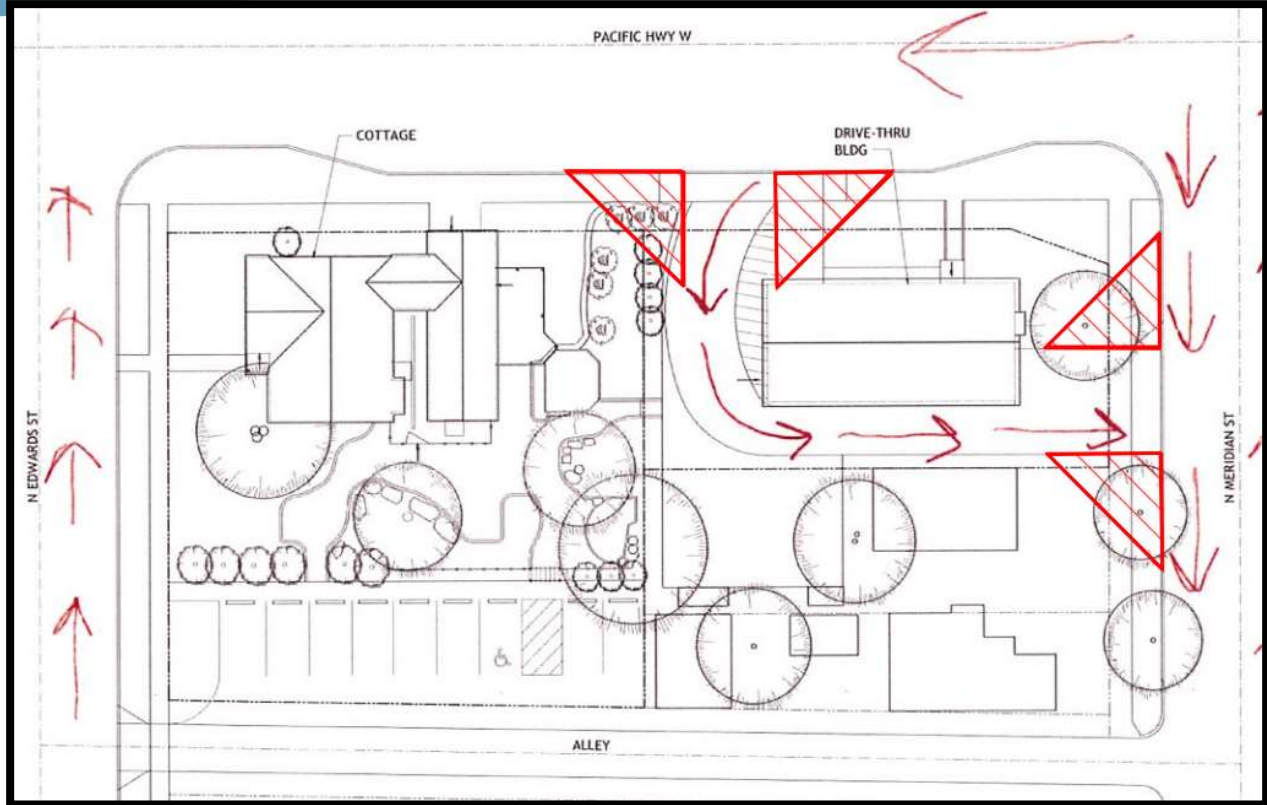 PACIFIC HWY W
COTTAGE
DRIVE-THRU
BLDG
N EDWARDS ST
N MERIDIAN ST
ALLEY